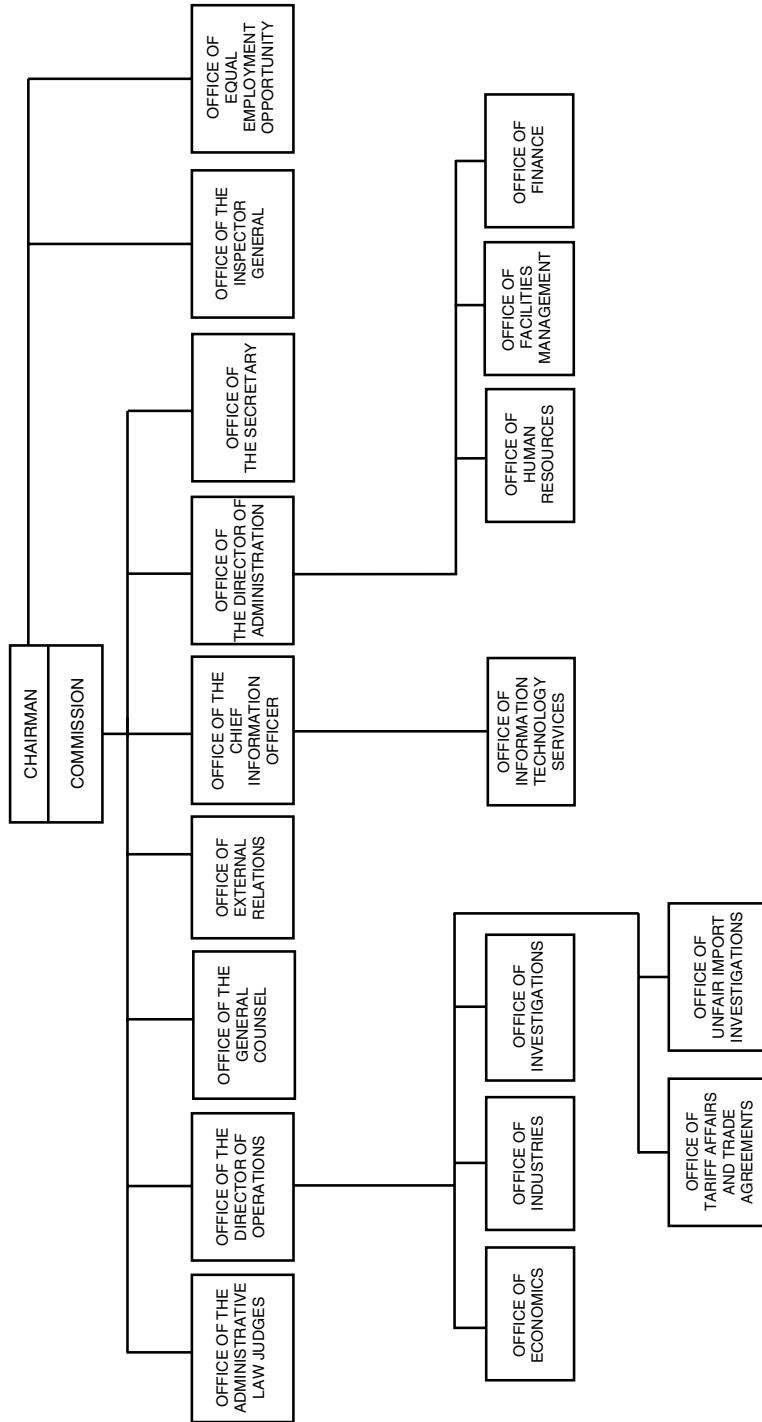 CHAIRMAN
COMMISSION
OFFICE OF THE
ADMINISTRATIVE
LAW JUDGES
OFFICE OF THE
DIRECTOR OF
OPERATIONS
OFFICE OF THE
GENERAL
COUNSEL
OFFICE OF
EXTERNAL
RELATIONS
OFFICE OF THE
CHIEF
INFORMATION
OFFICER
OFFICE OF
THE DIRECTOR OF
ADMINISTRATION
OFFICE OF
THE SECRETARY
OFFICE OF THE
INSPECTOR
GENERAL
OFFICE OF
EQUAL
EMPLOYMENT
OPPORTUNITY
OFFICE OF
ECONOMICS
OFFICE OF
INDUSTRIES
OFFICE OF
INVESTIGATIONS
OFFICE OF
INFORMATION
TECHNOLOGY
SERVICES
OFFICE OF
HUMAN
RESOURCES
OFFICE OF
FACILITIES
MANAGEMENT
OFFICE OF
FINANCE
OFFICE OF
TARIFF AFFAIRS
AND TRADE
AGREEMENTS
OFFICE OF
UNFAIR IMPORT
INVESTIGATIONS